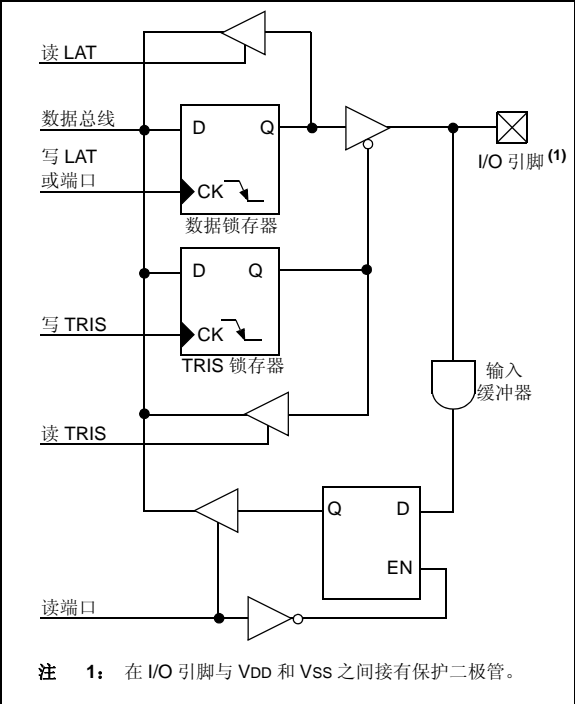 读 LAT
数据总线
D Q
写 LAT
或端口
CK
I/O 引脚 (1)
数据锁存器
D Q
写 TRIS
CK
TRIS 锁存器
输入
缓冲器
读 TRIS
Q D
EN
读端口
注 1： 在 I/O 引脚与 VDD 和 VSS 之间接有保护二极管。